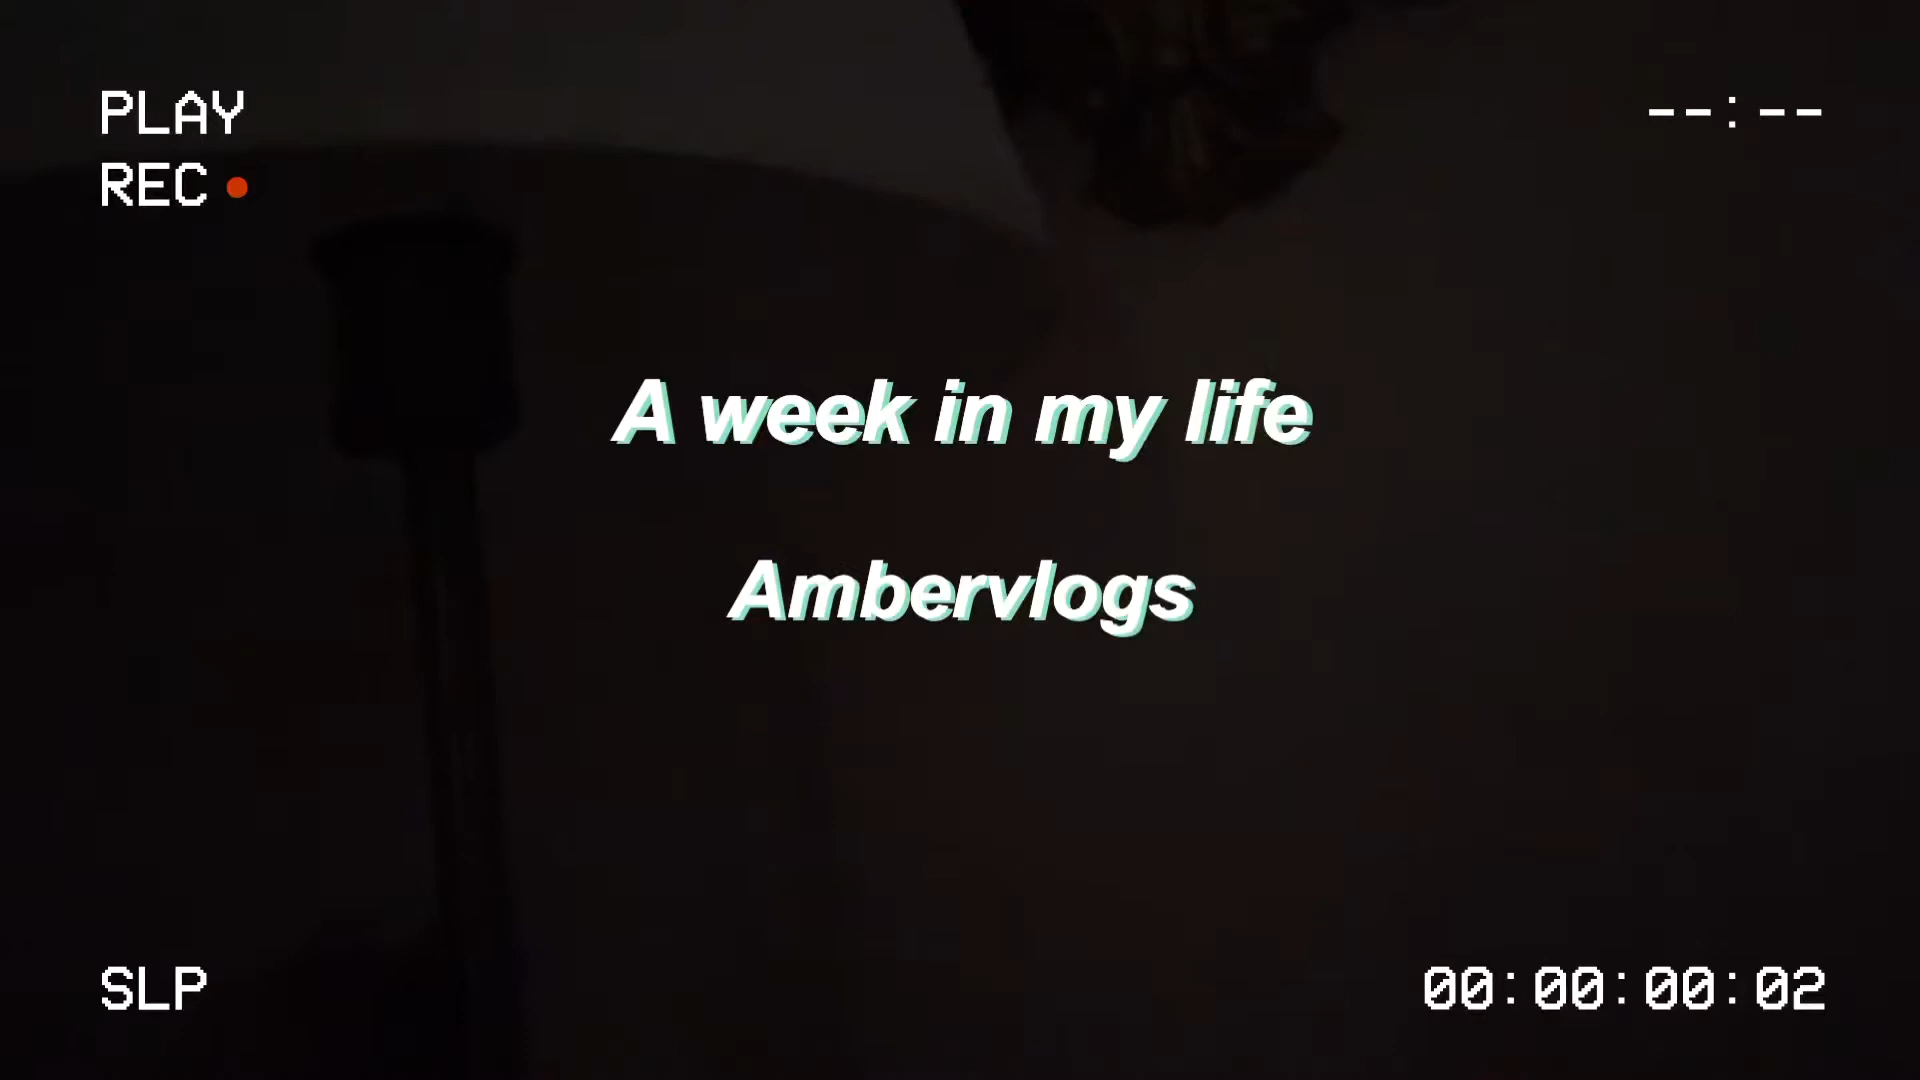 PLAY
--:--
REC
A week in my life
Ambervlogs
SLP
00:00:00:02